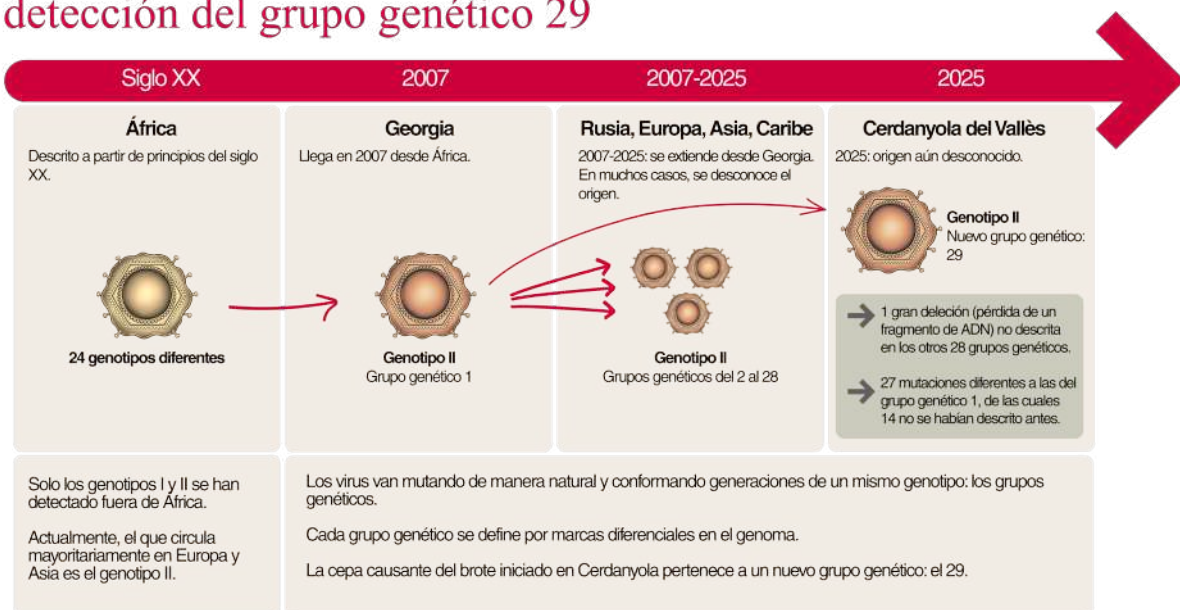 detección del grupo genético 29
Siglo XX
2007
2007-2025
2025
África
Descrito a partir de principios del siglo
XX.
24 genotipos diferentes
Georgia
Llega en 2007 desde África.
Genotipo II
Grupo genético 1
Rusia, Europa, Asia, Caribe
2007-2025: se extiende desde Georgia.
En muchos casos, se desconoce el
origen.
Genotipo II
Grupos genéticos del 2 al 28
Cerdanyola del Vallès
2025: origen aún desconocido.
Genotipo II
Nuevo grupo genético:
29
1 gran deleción (pérdida de un
fragmento de ADN) no descrita
en los otros 28 grupos genéticos.
27 mutaciones diferentes a las del
grupo genético 1, de las cuales
14 no se habían descrito antes.
Solo los genotipos I y II se han
detectado fuera de África.
Actualmente, el que circula
mayoritariamente en Europa y
Asia es el genotipo II.
Los virus van mutando de manera natural y conformando generaciones de un mismo genotipo: los grupos
genéticos.
Cada grupo genético se define por marcas diferenciales en el genoma.
La cepa causante del brote iniciado en Cerdanyola pertenece a un nuevo grupo genético: el 29.